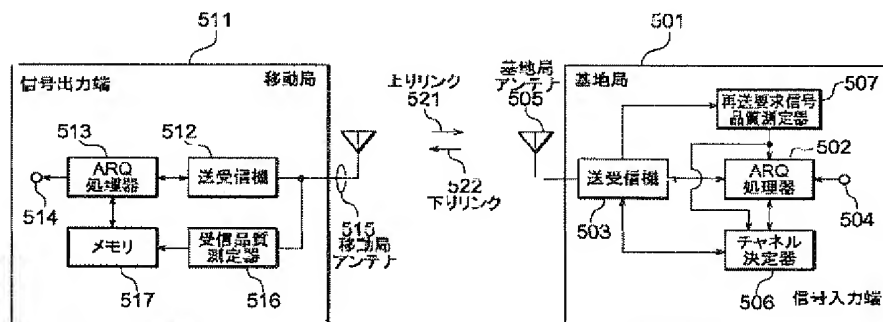 511
501
信号出力端
移動局
上りリンク
521
基地局
アンテナ
505
基地局
再送要求信号
品質測定器
507
513
512
502
ARQ
処理器
送受信機
送受信機
ARQ
処理器
514
522
下りリンク
503
504
メモリ
受信品質
測定器
515
移動局
アンテナ
チャネル
決定器
517
516
506
信号入力端